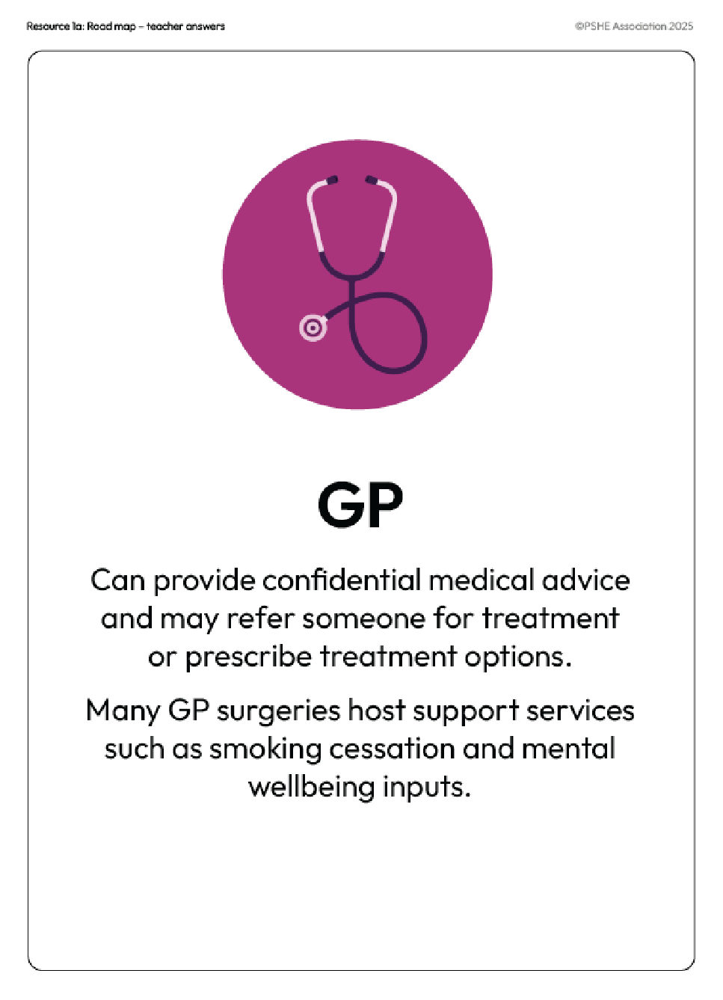 Resource 1a: Road map – teacher answers
©PSHE Association 2025
GP
Can provide confidential medical advice
and may refer someone for treatment
or prescribe treatment options.
Many GP surgeries host support services
such as smoking cessation and mental
wellbeing inputs.